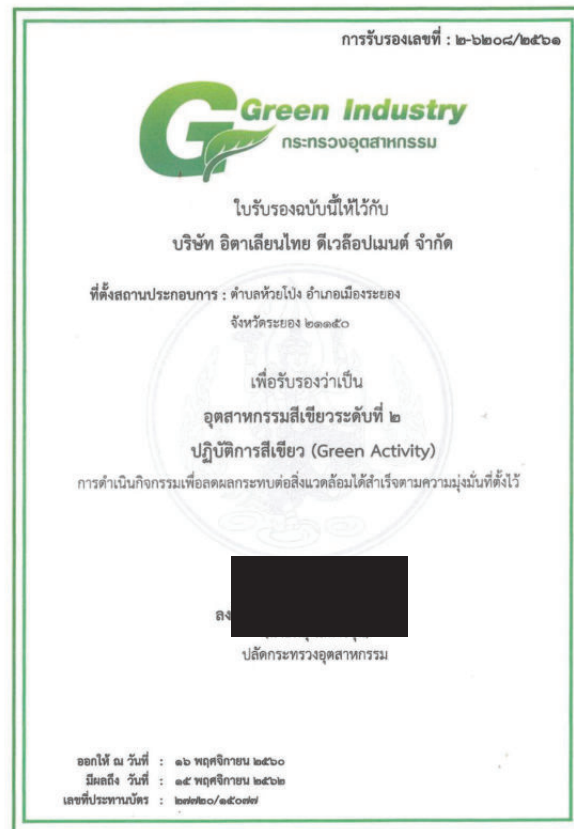 การรับรองเลขที่ : ๒-๖๒๐๘/๒๕๖๑
Green Industry
กระทรวงอุตสาหกรรม
ใบรับรองฉบับนี้ให้ไว้กับ
บริษัท อิตาเลียนไทย ดีเวล๊อปเมนต์ จำกัด
ที่ตั้งสถานประกอบการ : ตำบลห้วยโป่ง อำเภอเมืองระยอง
จังหวัดระยอง ๒๑๑๕๐
เพื่อรับรองว่าเป็น
อุตสาหกรรมสีเขียวระดับที่ ๒
ปฏิบัติการสีเขียว (Green Activity)
การดำเนินกิจกรรมเพื่อลดผลกระทบต่อสิ่งแวดล้อมได้สำเร็จตามความมุ่งมั่นที่ตั้งไว้
ปลัดกระทรวงอุตสาหกรรม
ออกให้ ณ วันที่ : ๑๖ พฤศจิกายน ๒๕๖๐
มีผลถึง วันที่ : ๑๕ พฤศจิกายน ๒๕๖๒
เลขที่ประทานบัตร : ๒๗๗๒๐/๑๕๐๗๗